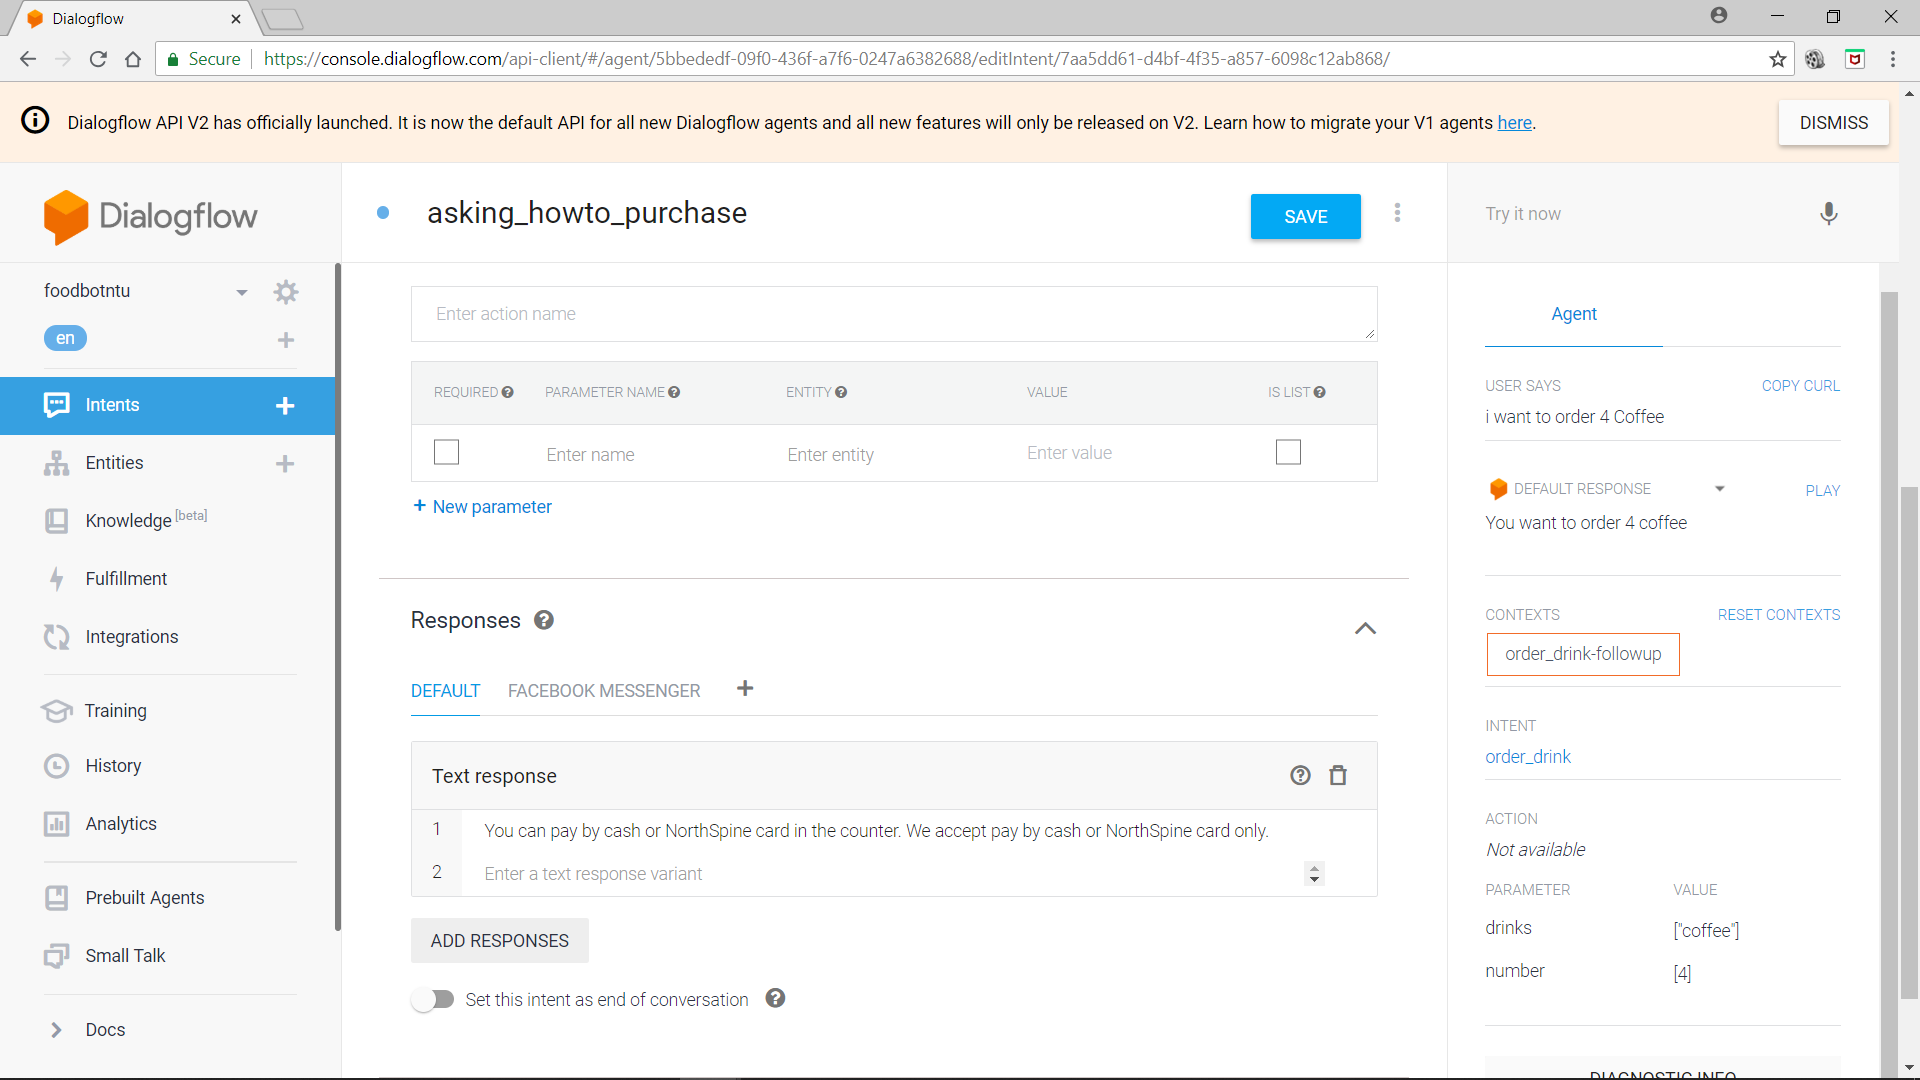 Dialogflow
Secure https://console.dialogflow.com/api-client/#/agent/5bbededf-09f0-436f-a7f6-0247a6382688/editIntent/7aa5dd61-d4bf-4f35-a857-6098c12ab868/
Dialogflow API V2 has officially launched. It is now the default API for all new Dialogflow agents and all new features will only be released on V2. Learn how to migrate your V1 agents here.
DISMISS
Dialogflow
foodbotntu
en
Intents
Entities
Knowledge [beta]
Fulfillment
Integrations
Training
History
Analytics
Prebuilt Agents
Small Talk
Docs
asking_howto_purchase
SAVE
Enter action name
REQUIRED PARAMETER NAME ENTITY VALUE IS LIST
Enter name Enter entity Enter value
+ New parameter
Responses
DEFAULT FACEBOOK MESSENGER +
Text response
1 You can pay by cash or NorthSpine card in the counter. We accept pay by cash or NorthSpine card only.
2 Enter a text response variant
ADD RESPONSES
Set this intent as end of conversation
Try it now
Agent
USER SAYS COPY CURL
i want to order 4 Coffee
DEFAULT RESPONSE PLAY
You want to order 4 coffee
CONTEXTS RESET CONTEXTS
order_drink-followup
INTENT
order_drink
ACTION
Not available
PARAMETER VALUE
drinks ["coffee"]
number [4]
DIAGNOSTIC INFO